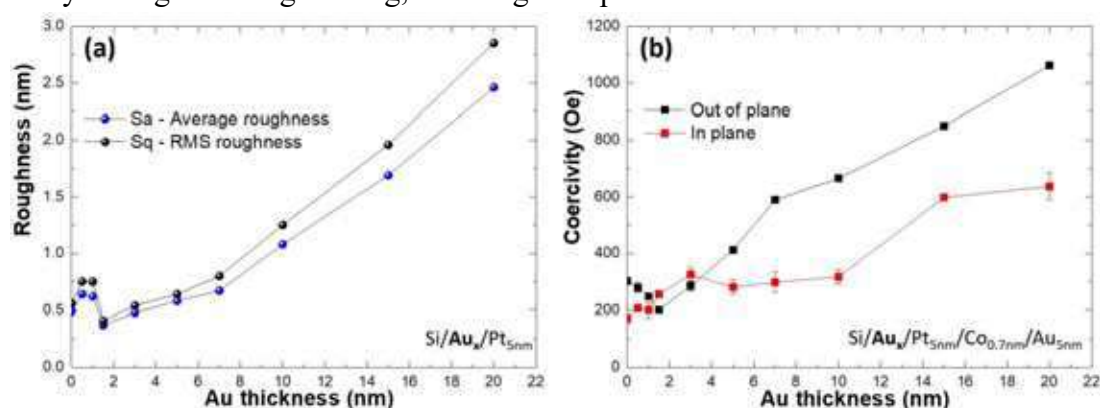 (a)
Roughness (nm)
3.0
2.5
2.0
1.5
1.0
0.5
0.0
Sa - Average roughness
Sq - RMS roughness
Si/Auₓ/Pt₅ₙₘ
0 2 4 6 8 10 12 14 16 18 20 22
Au thickness (nm)
(b)
Coercivity (Oe)
1200
1000
800
600
400
200
0
Out of plane
In plane
Si/Auₓ/Pt₅ₙₘ/Co₀.₇ₙₘ/Au₅ₙₘ
0 2 4 6 8 10 12 14 16 18 20 22
Au thickness (nm)